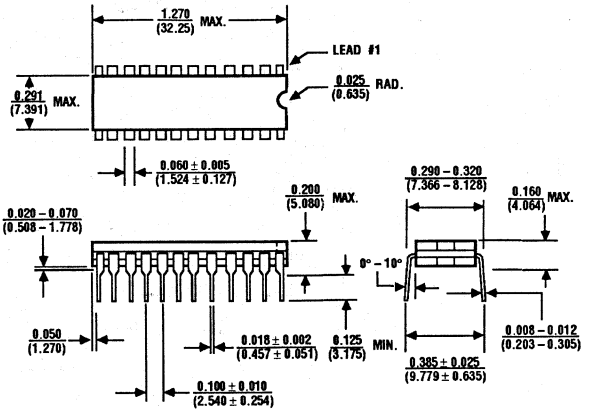 1.270
(32.25) MAX.
LEAD #1
0.291
(7.391) MAX.
0.025
(0.635) RAD.
0.060 ± 0.005
(1.524 ± 0.127)
0.290 – 0.320
(7.366 – 8.128)
0.200
(5.080) MAX.
0.160
(4.064) MAX.
0.020 – 0.070
(0.508 – 1.778)
0° – 10°
0.050
(1.270)
0.018 ± 0.002
(0.457 ± 0.051)
0.125
(3.175) MIN.
0.008 – 0.012
(0.203 – 0.305)
0.385 ± 0.025
(9.779 ± 0.635)
0.100 ± 0.010
(2.540 ± 0.254)